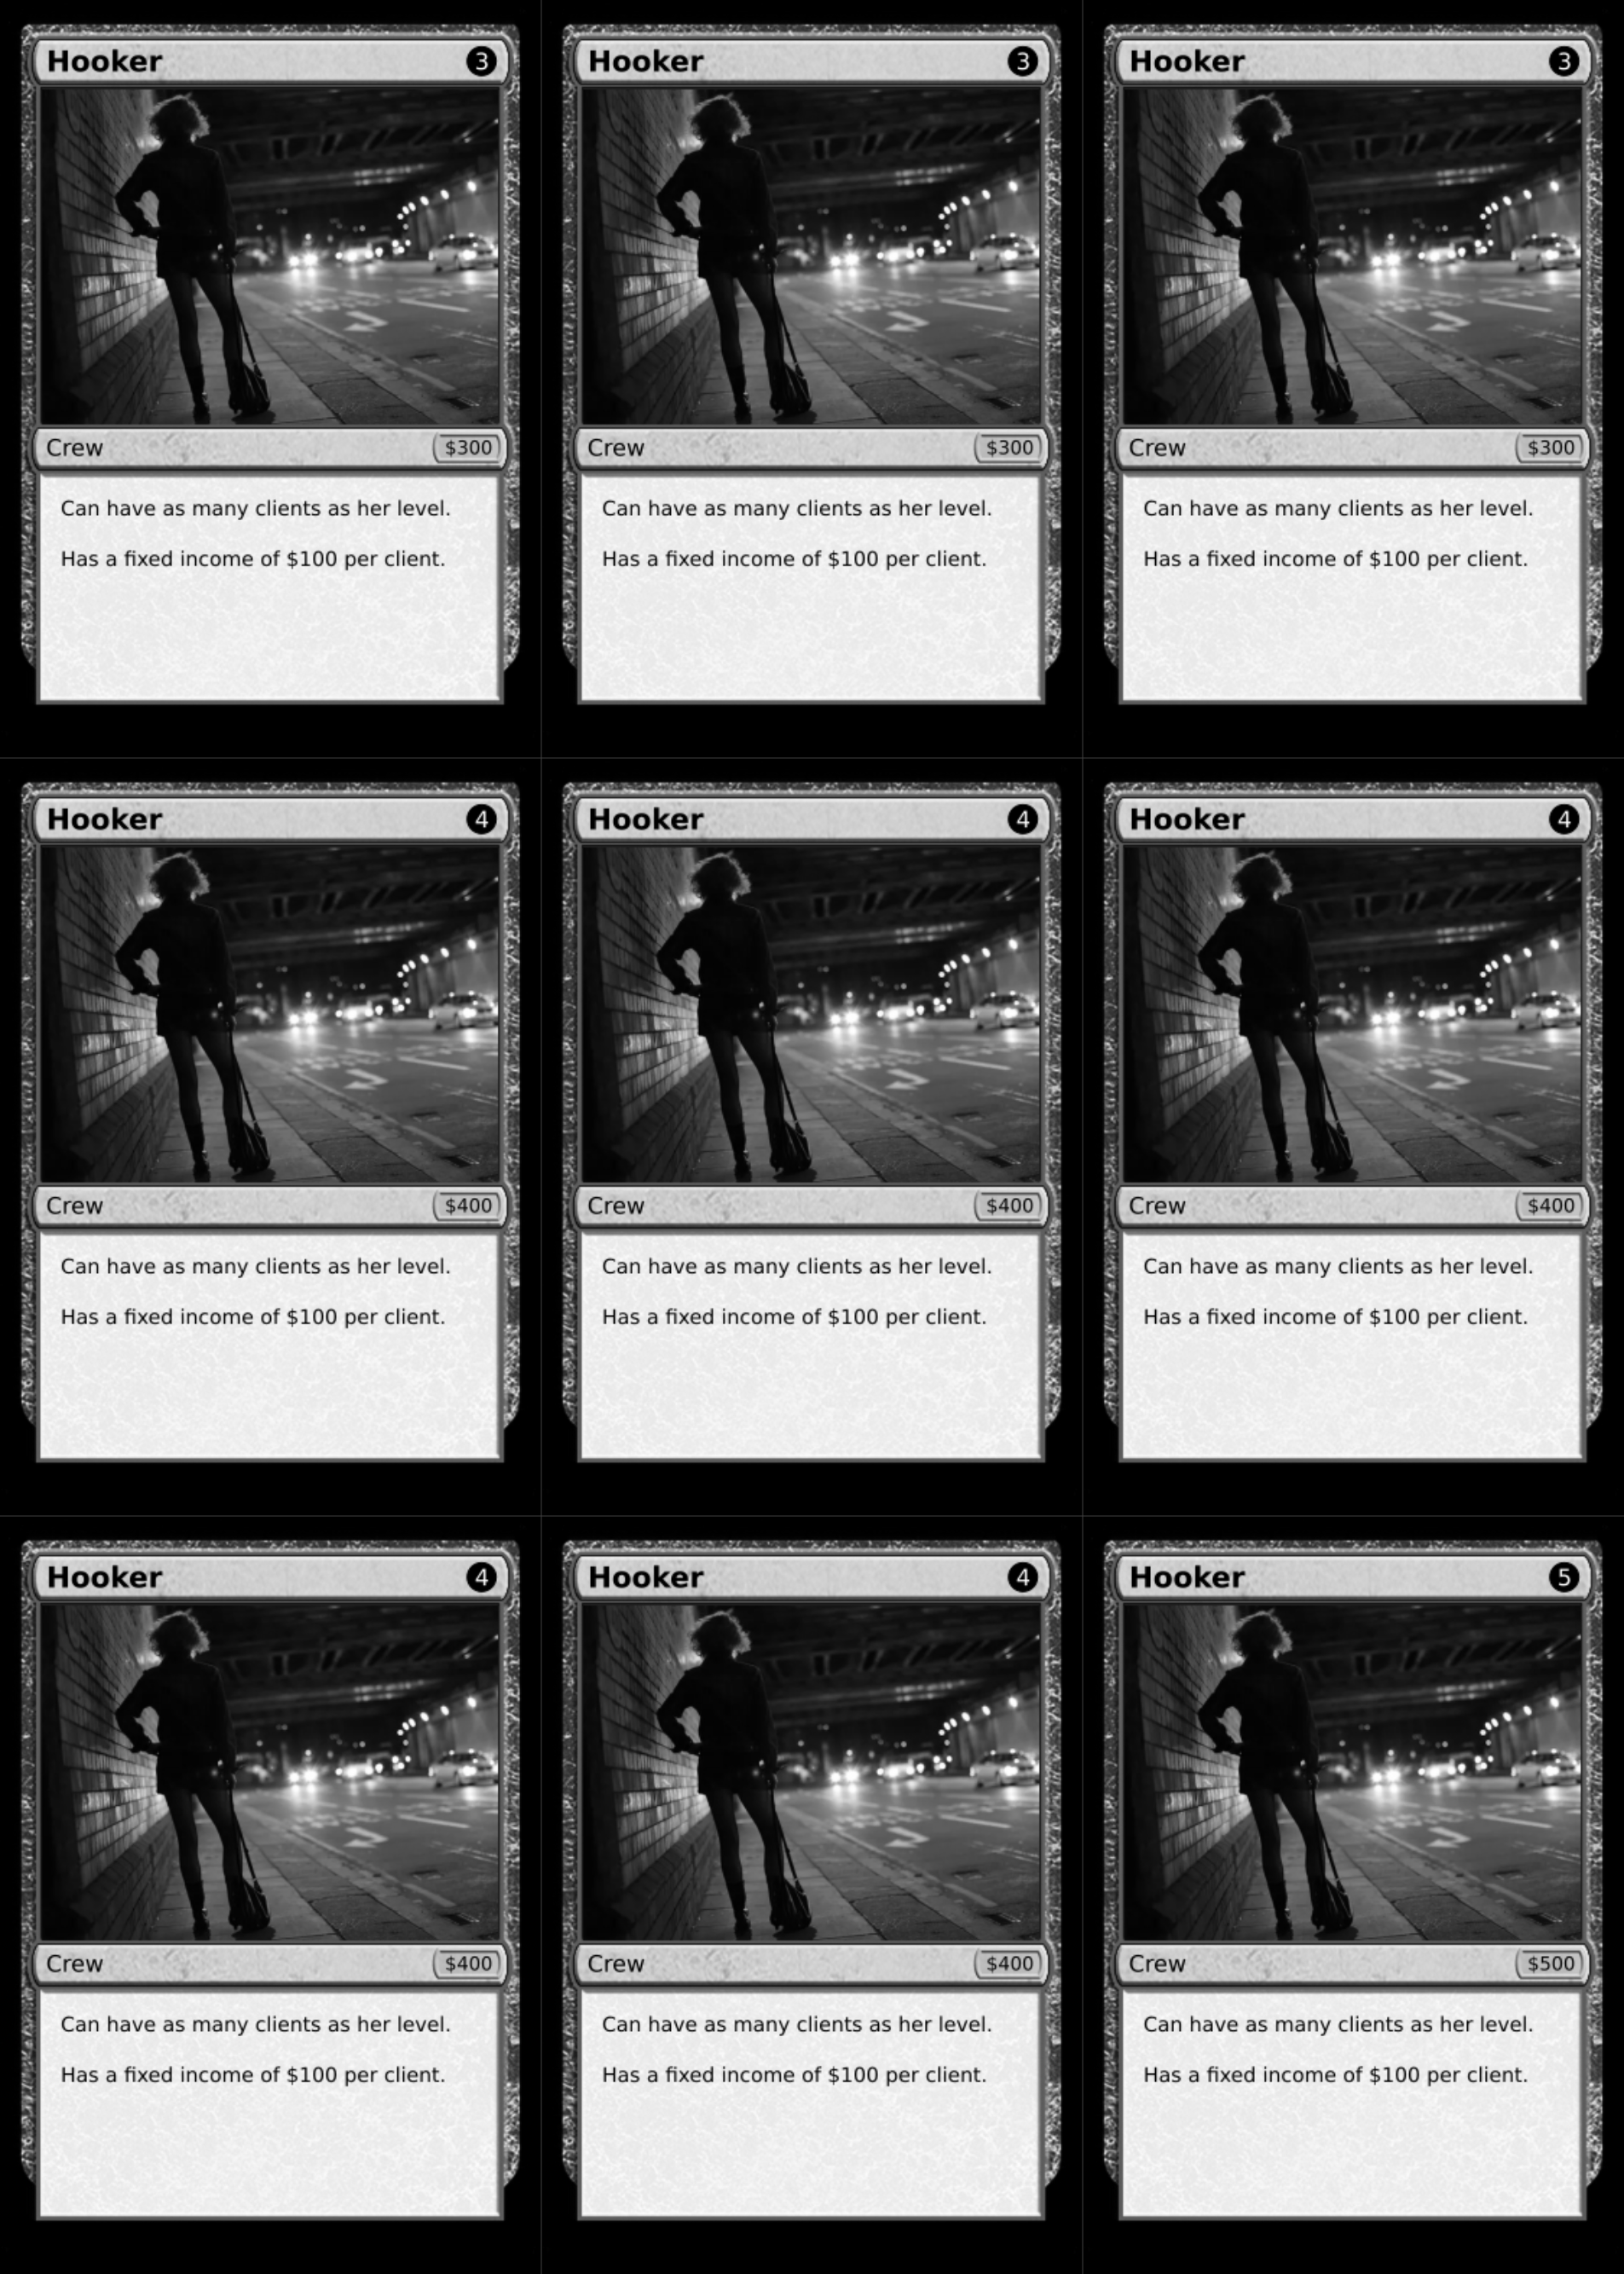 Hooker 3
Crew $300
Can have as many clients as her level.
Has a fixed income of $100 per client.
Hooker 3
Crew $300
Can have as many clients as her level.
Has a fixed income of $100 per client.
Hooker 3
Crew $300
Can have as many clients as her level.
Has a fixed income of $100 per client.
Hooker 4
Crew $400
Can have as many clients as her level.
Has a fixed income of $100 per client.
Hooker 4
Crew $400
Can have as many clients as her level.
Has a fixed income of $100 per client.
Hooker 4
Crew $400
Can have as many clients as her level.
Has a fixed income of $100 per client.
Hooker 4
Crew $400
Can have as many clients as her level.
Has a fixed income of $100 per client.
Hooker 4
Crew $400
Can have as many clients as her level.
Has a fixed income of $100 per client.
Hooker 5
Crew $500
Can have as many clients as her level.
Has a fixed income of $100 per client.